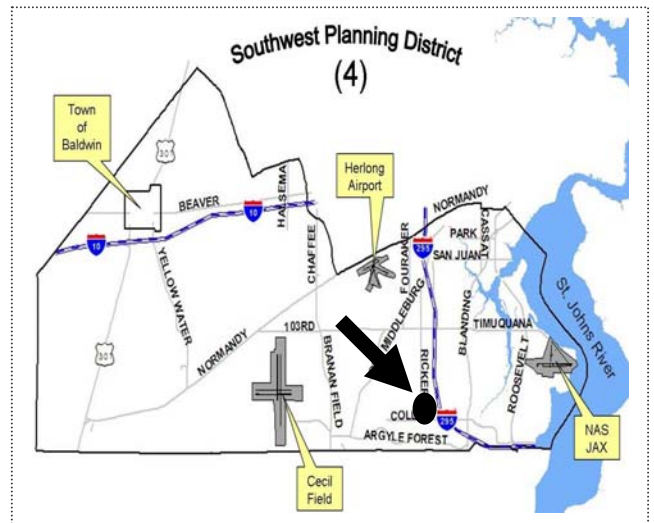 Southwest Planning District
(4)
Town
of
Baldwin
301
BEAVER
10
10
HALSEMA
CHAFFEE
YELLOW WATER
NORMANDY
301
Herlong
Airport
NORMANDY
PARK
CASSAT
SAN JUAN
295
FOURAKER
MIDDLEBURG
BLANDING
TIMUQUANA
103RD
BRANAN FIELD
RICKER
ROOSEVELT
St. Johns River
295
ARGYLE FOREST
NAS
JAX
Cecil
Field